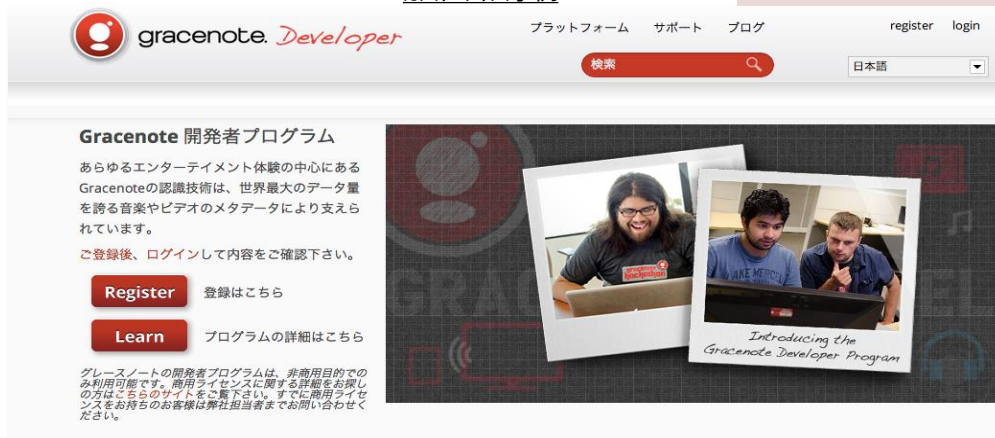 gracenote. Developer
プラットフォーム サポート ブログ
register login
検索
日本語
Gracenote 開発者プログラム
あらゆるエンターテイメント体験の中心にある
Gracenoteの認識技術は、世界最大のデータ量
を誇る音楽やビデオのメタデータにより支えら
れています。
ご登録後、ログインして内容をご確認下さい。
Register 登録はこちら
Learn プログラムの詳細はこちら
グレースノートの開発者プログラムは、非商用目的での
み利用可能です。商用ライセンスに関する詳細をお探し
の方はこちらのサイトをご覧下さい。すでに商用ライセ
ンスをお持ちのお客様は弊社担当者までお問い合わせく
ださい。
gracenote
hackathon
Introducing the
Gracenote Developer Program